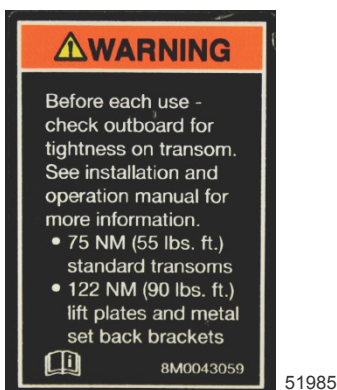 WARNING
Before each use -
check outboard for
tightness on transom.
See installation and
operation manual for
more information.
• 75 NM (55 lbs. ft.)
standard transoms
• 122 NM (90 lbs. ft.)
lift plates and metal
set back brackets
8M0043059
51985